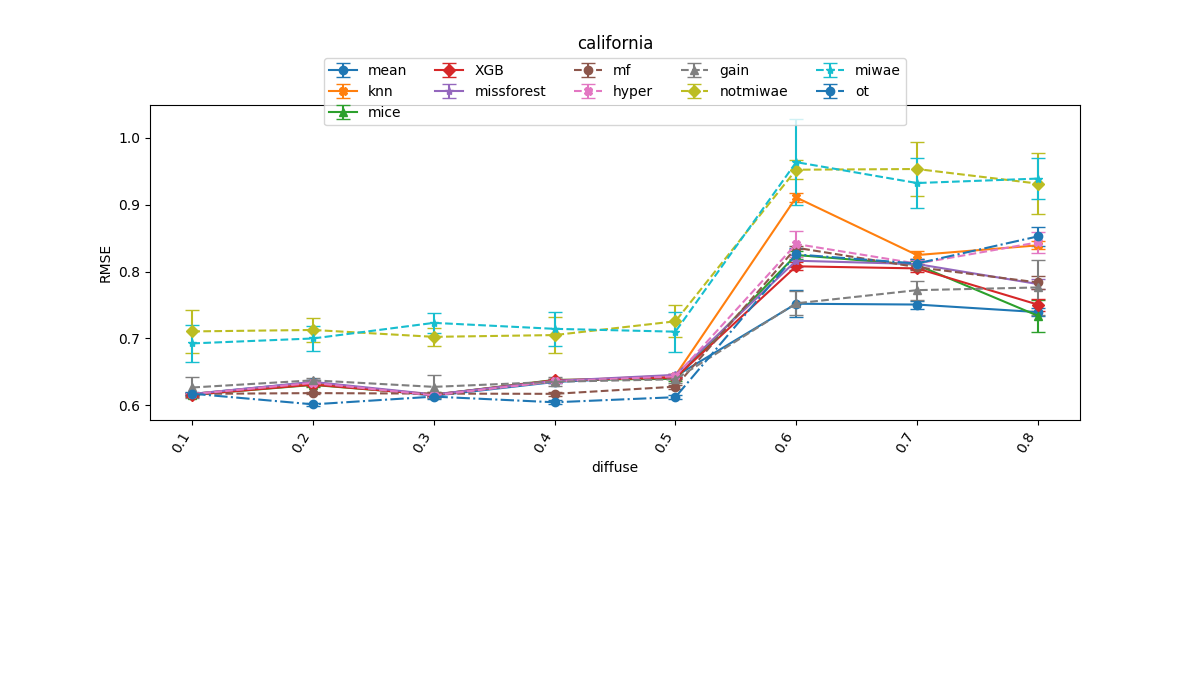 california
mean XGB mf gain miwae
knn missforest hyper notmiwae ot
mice
1.0
0.9
0.8
0.7
0.6
RMSE
0.1 0.2 0.3 0.4 0.5 0.6 0.7 0.8
diffuse